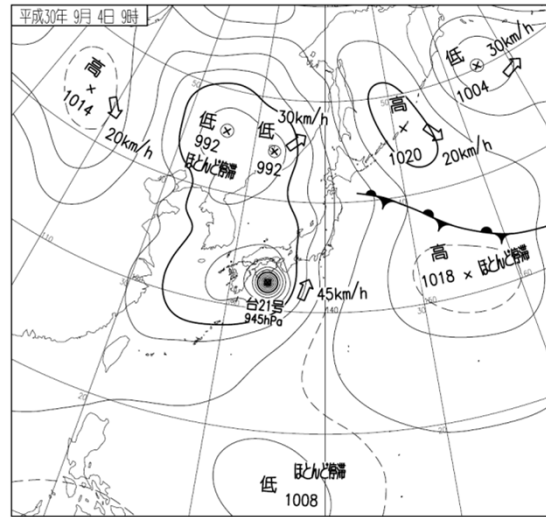 平成30年 9月 4日 9時
高
1014
20km/h
低
992
ほとんど停滞
低
992
30km/h
高
1020
20km/h
低
1004
30km/h
高
1018
ほとんど停滞
台21号
945hPa
45km/h
140
低
1008
ほとんど停滞